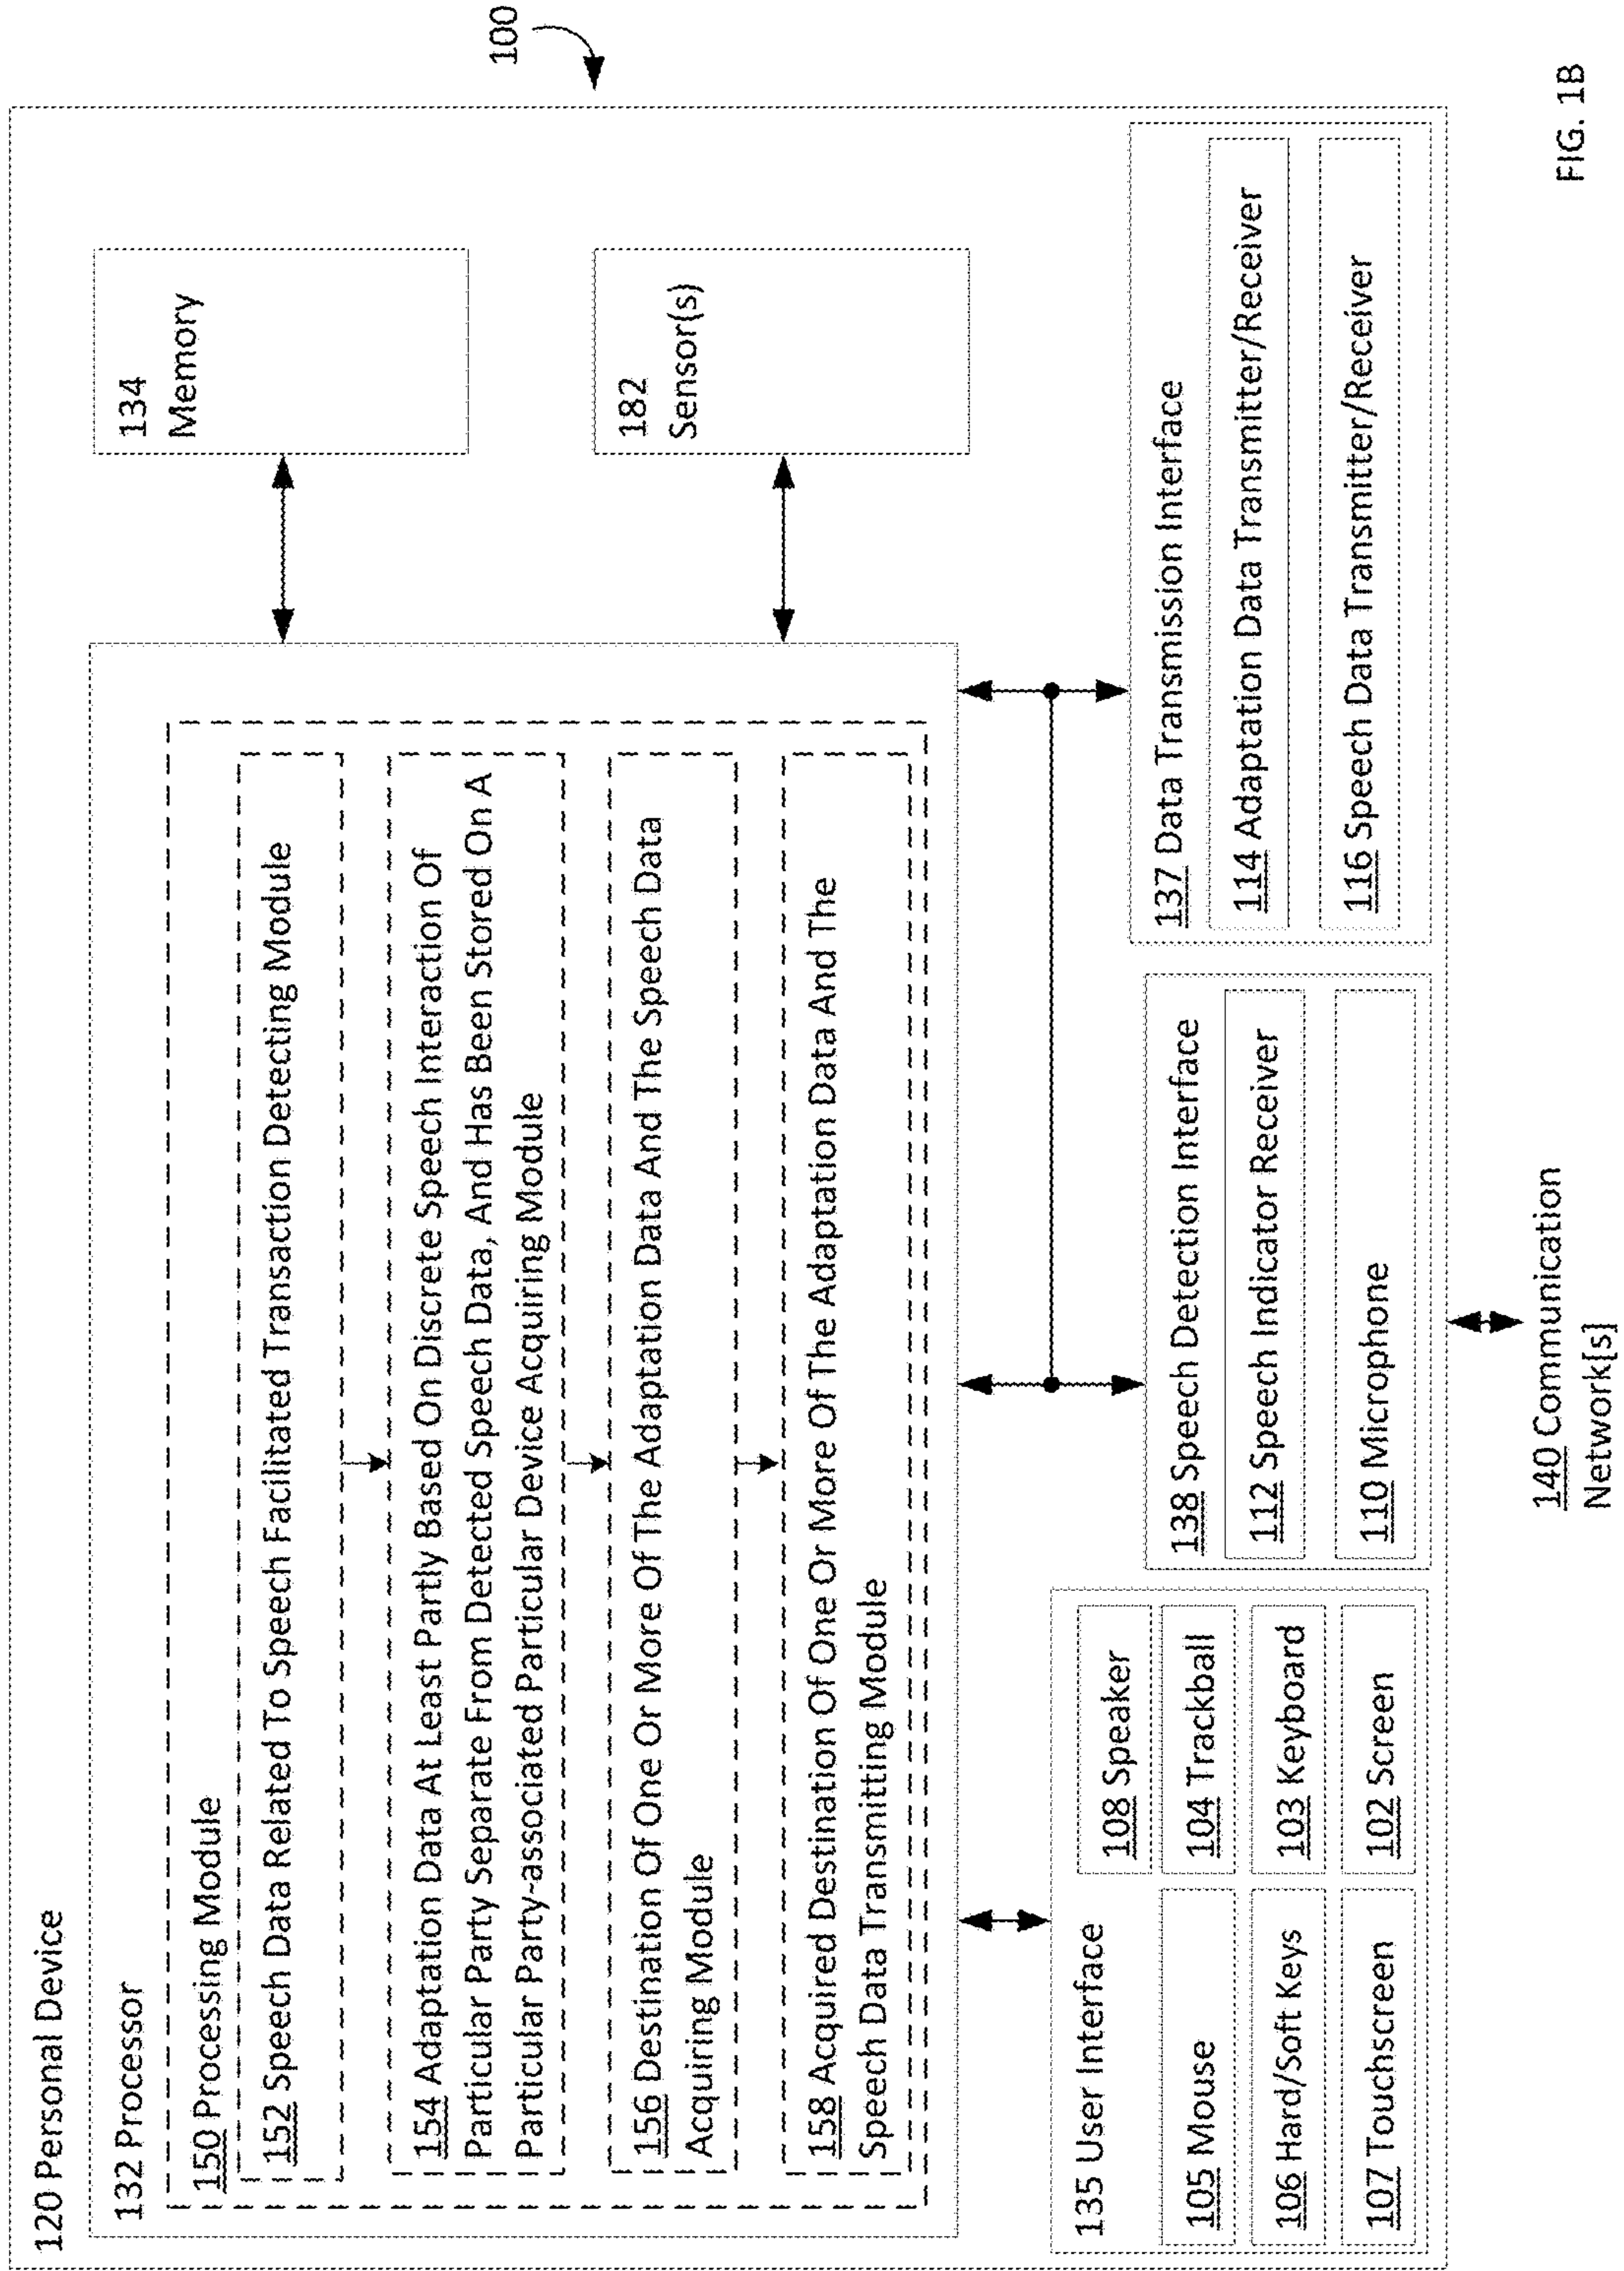 100
120 Personal Device
132 Processor
150 Processing Module
152 Speech Data Related To Speech Facilitated Transaction Detecting Module
154 Adaptation Data At Least Partly Based On Discrete Speech Interaction Of
Particular Party Separate From Detected Speech Data, And Has Been Stored On A
Particular Party-associated Particular Device Acquiring Module
156 Destination Of One Or More Of The Adaptation Data And The Speech Data
Acquiring Module
158 Acquired Destination Of One Or More Of The Adaptation Data And The
Speech Data Transmitting Module
134
Memory
182
Sensor(s)
135 User Interface
108 Speaker
105 Mouse
104 Trackball
106 Hard/Soft Keys
103 Keyboard
107 Touchscreen
102 Screen
138 Speech Detection Interface
112 Speech Indicator Receiver
110 Microphone
137 Data Transmission Interface
114 Adaptation Data Transmitter/Receiver
116 Speech Data Transmitter/Receiver
140 Communication
Network[s]
FIG. 1B